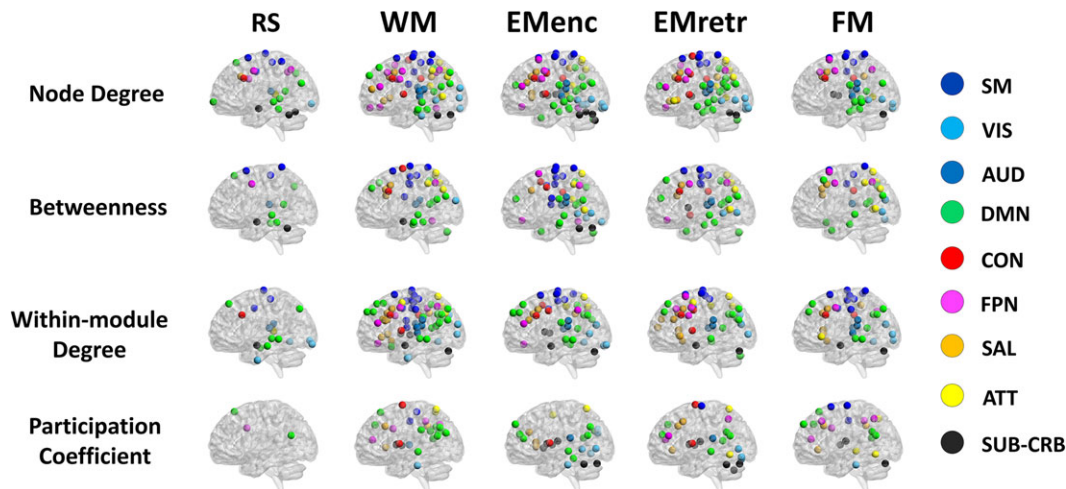 RS WM EMenc EMretr FM
Node Degree
Betweenness
Within-module
Degree
Participation
Coefficient
SM
VIS
AUD
DMN
CON
FPN
SAL
ATT
SUB-CRB